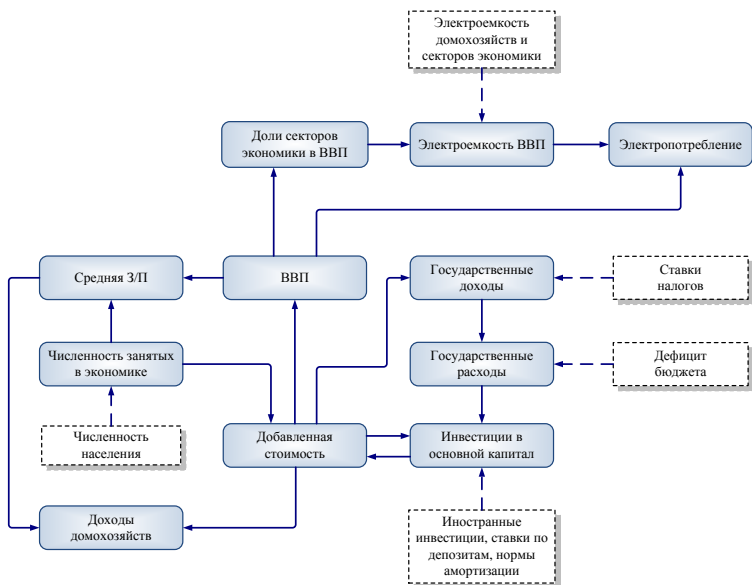 Электроемкость
домохозяйств и
секторов экономики
Доли секторов
экономики в ВВП
Электроемкость ВВП
Электропотребление
Средняя З/П
ВВП
Государственные
доходы
Ставки
налогов
Численность занятых
в экономике
Государственные
расходы
Дефицит
бюджета
Численность
населения
Добавленная
стоимость
Инвестиции в
основной капитал
Доходы
домохозяйств
Иностранные
инвестиции, ставки по
депозитам, нормы
амортизации